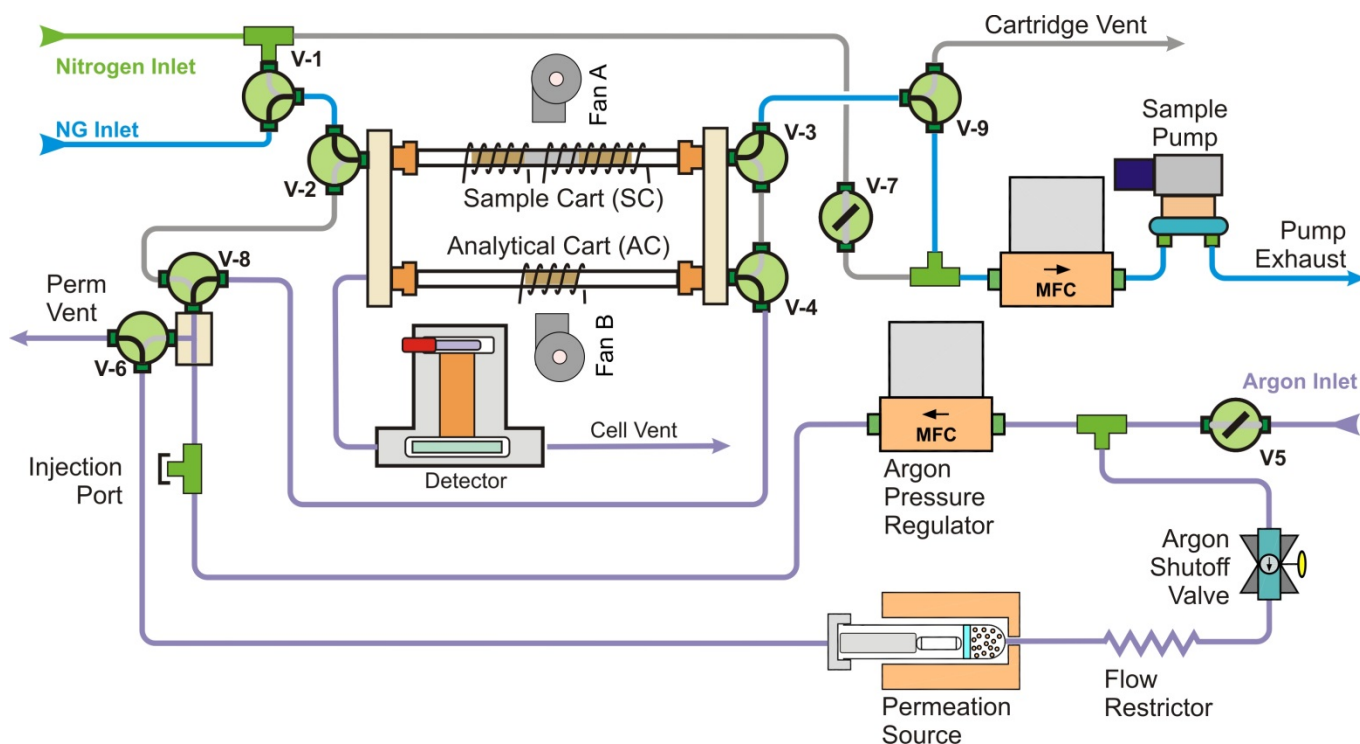 Nitrogen Inlet
V-1
NG Inlet
V-2
Fan A
Sample Cart (SC)
V-3
V-9
Cartridge Vent
Sample
Pump
V-7
Pump
Exhaust
MFC
Analytical Cart (AC)
V-4
V-8
Perm
Vent
V-6
Fan B
Injection
Port
Cell Vent
Detector
MFC
Argon
Pressure
Regulator
Argon Inlet
V5
Argon
Shutoff
Valve
Permeation
Source
Flow
Restrictor